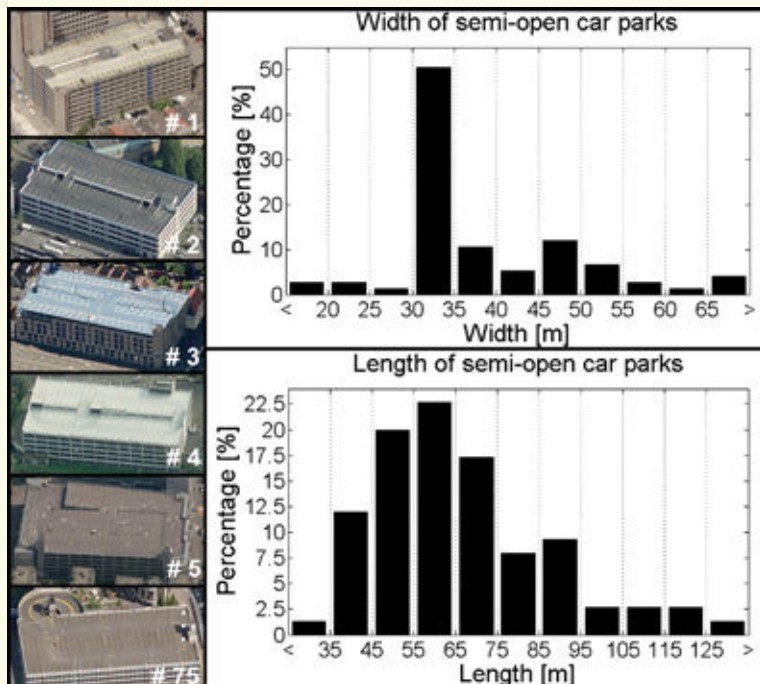 # 1
# 2
# 3
# 4
# 5
# 75
Width of semi-open car parks
Percentage [%]
50
40
30
20
10
0
< 20 25 30 35 40 45 50 55 60 65 >
Width [m]
Length of semi-open car parks
Percentage [%]
22.5
20
17.5
15
12.5
10
7.5
5
2.5
0
< 35 45 55 65 75 85 95 105 115 125 >
Length [m]